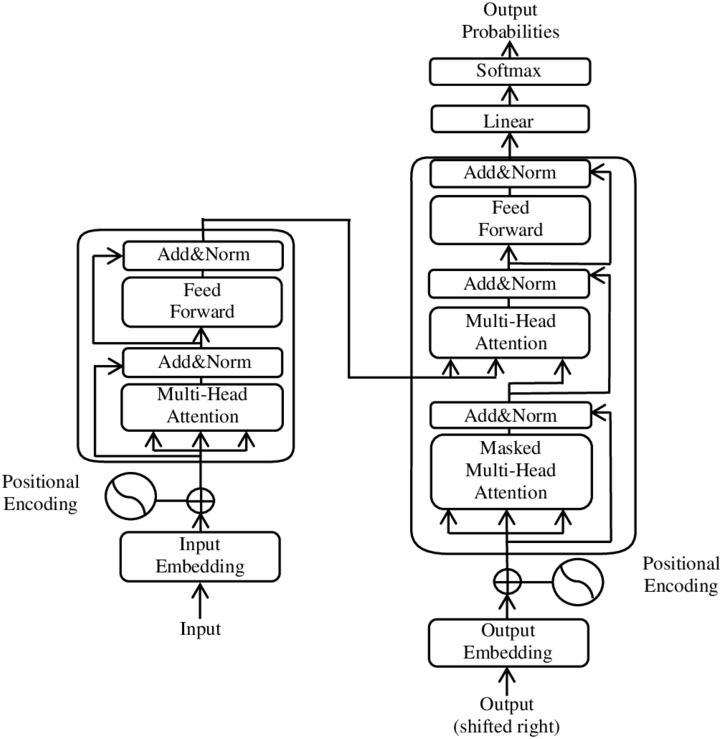 Output
Probabilities
Softmax
Linear
Add&Norm
Feed
Forward
Add&Norm
Multi-Head
Attention
Add&Norm
Masked
Multi-Head
Attention
Positional
Encoding
Output
Embedding
Output
(shifted right)
Add&Norm
Feed
Forward
Add&Norm
Multi-Head
Attention
Positional
Encoding
Input
Embedding
Input